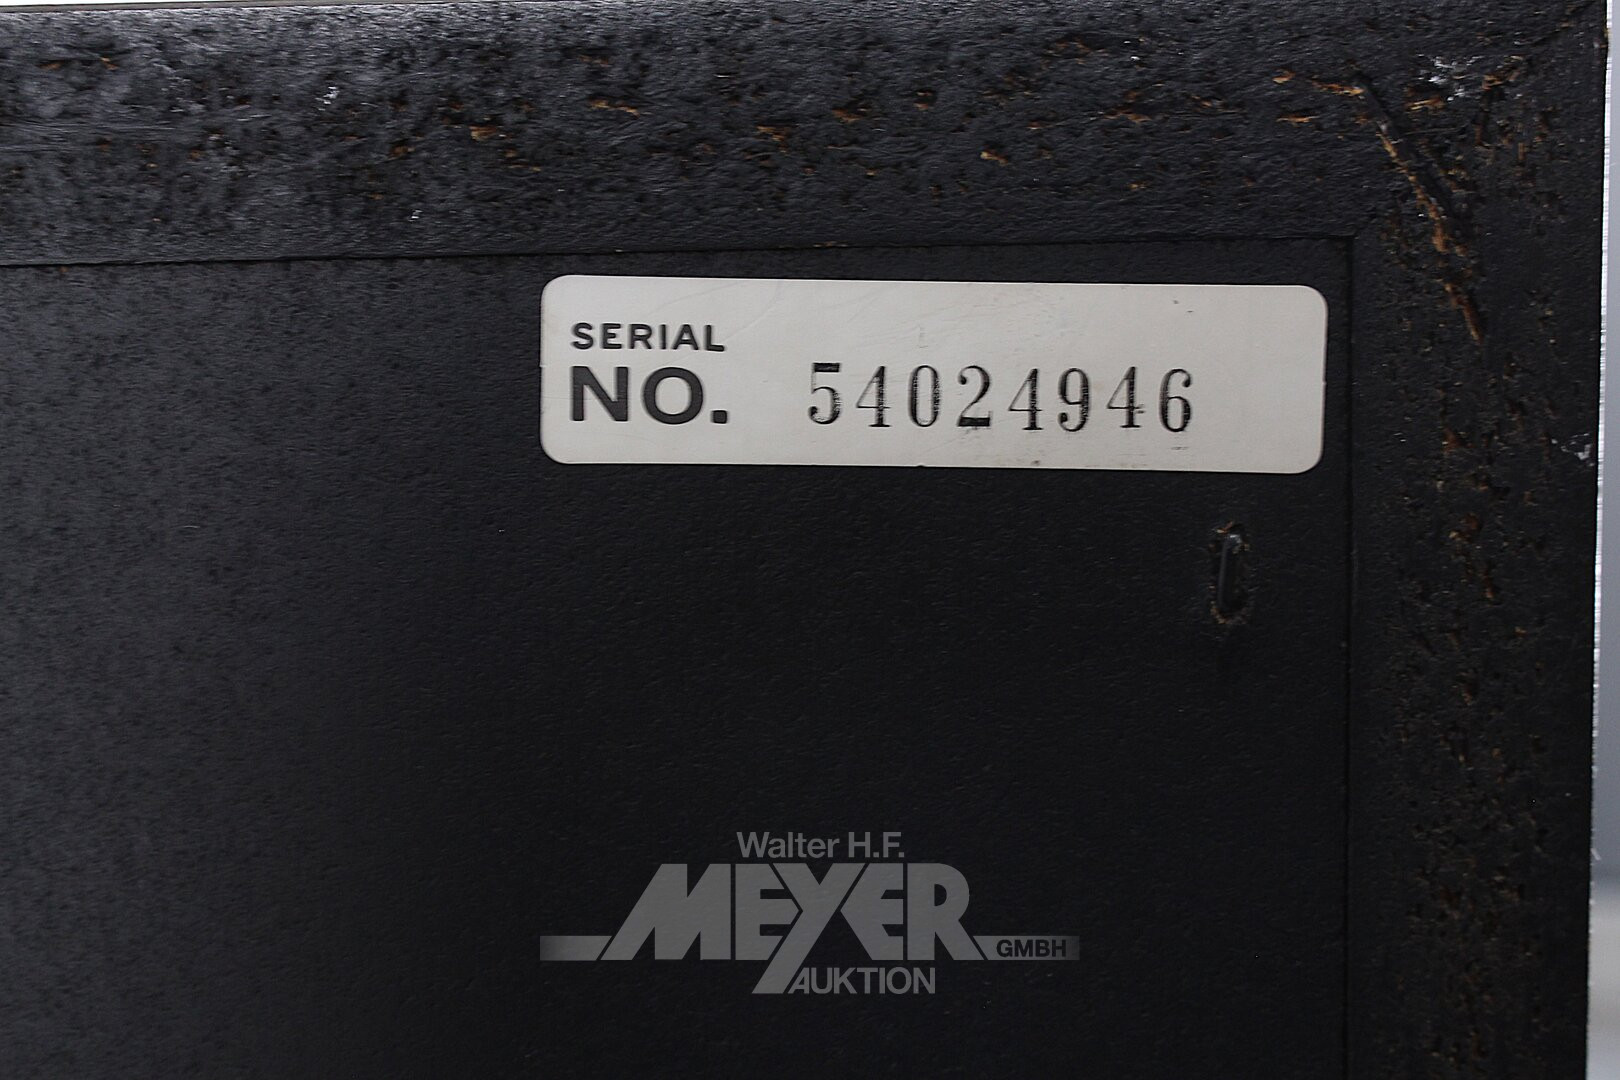 SERIAL
NO. 54024946
Walter H.F.
MEYER
GMBH
AUKTION